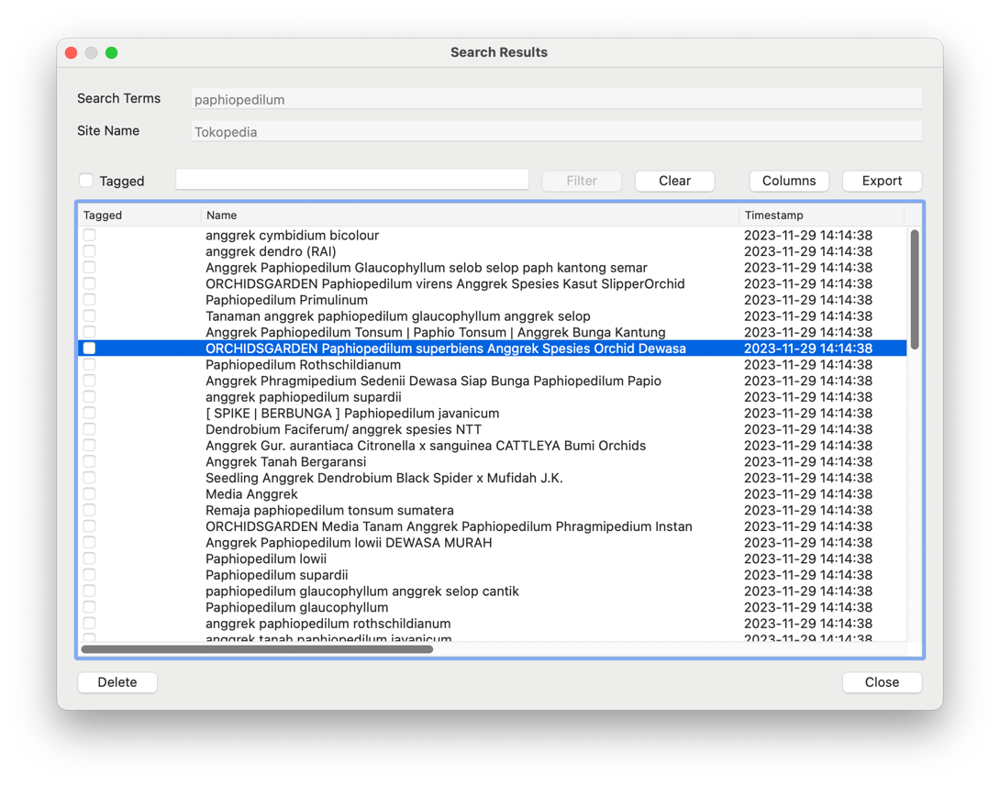 Search Results
Search Terms paphiopedilum
Site Name Tokopedia
Tagged Filter Clear Columns Export
Tagged Name Timestamp
anggrek cymbidium bicolour 2023-11-29 14:14:38
anggrek dendro (RAI) 2023-11-29 14:14:38
Anggrek Paphiopedilum Glaucophyllum selob selop paph kantong semar 2023-11-29 14:14:38
ORCHIDSGARDEN Paphiopedilum virens Anggrek Spesies Kasut SlipperOrchid 2023-11-29 14:14:38
Paphiopedilum Primulinum 2023-11-29 14:14:38
Tanaman anggrek paphiopedilum glaucophyllum anggrek selop 2023-11-29 14:14:38
Anggrek Paphiopedilum Tonsum | Paphio Tonsum | Anggrek Bunga Kantung 2023-11-29 14:14:38
ORCHIDSGARDEN Paphiopedilum superbiens Anggrek Spesies Orchid Dewasa 2023-11-29 14:14:38
Paphiopedilum Rothschildianum 2023-11-29 14:14:38
Anggrek Phragmipedium Sedenii Dewasa Siap Bunga Paphiopedilum Papio 2023-11-29 14:14:38
anggrek paphiopedilum supardii 2023-11-29 14:14:38
[ SPIKE | BERBUNGA ] Paphiopedilum javanicum 2023-11-29 14:14:38
Dendrobium Faciferum/ anggrek spesies NTT 2023-11-29 14:14:38
Anggrek Gur. aurantiaca Citronella x sanguinea CATTLEYA Bumi Orchids 2023-11-29 14:14:38
Anggrek Tanah Bergaransi 2023-11-29 14:14:38
Seedling Anggrek Dendrobium Black Spider x Mufidah J.K. 2023-11-29 14:14:38
Media Anggrek 2023-11-29 14:14:38
Remaja paphiopedilum tonsum sumatera 2023-11-29 14:14:38
ORCHIDSGARDEN Media Tanam Anggrek Paphiopedilum Phragmipedium Instan 2023-11-29 14:14:38
Anggrek Paphiopedilum lowii DEWASA MURAH 2023-11-29 14:14:38
Paphiopedilum lowii 2023-11-29 14:14:38
Paphiopedilum supardii 2023-11-29 14:14:38
paphiopedilum glaucophyllum anggrek selop cantik 2023-11-29 14:14:38
Paphiopedilum glaucophyllum 2023-11-29 14:14:38
anggrek paphiopedilum rothschildianum 2023-11-29 14:14:38
anggrek tanah paphiopedilum javanicum 2023-11-29 14:14:38
Delete Close